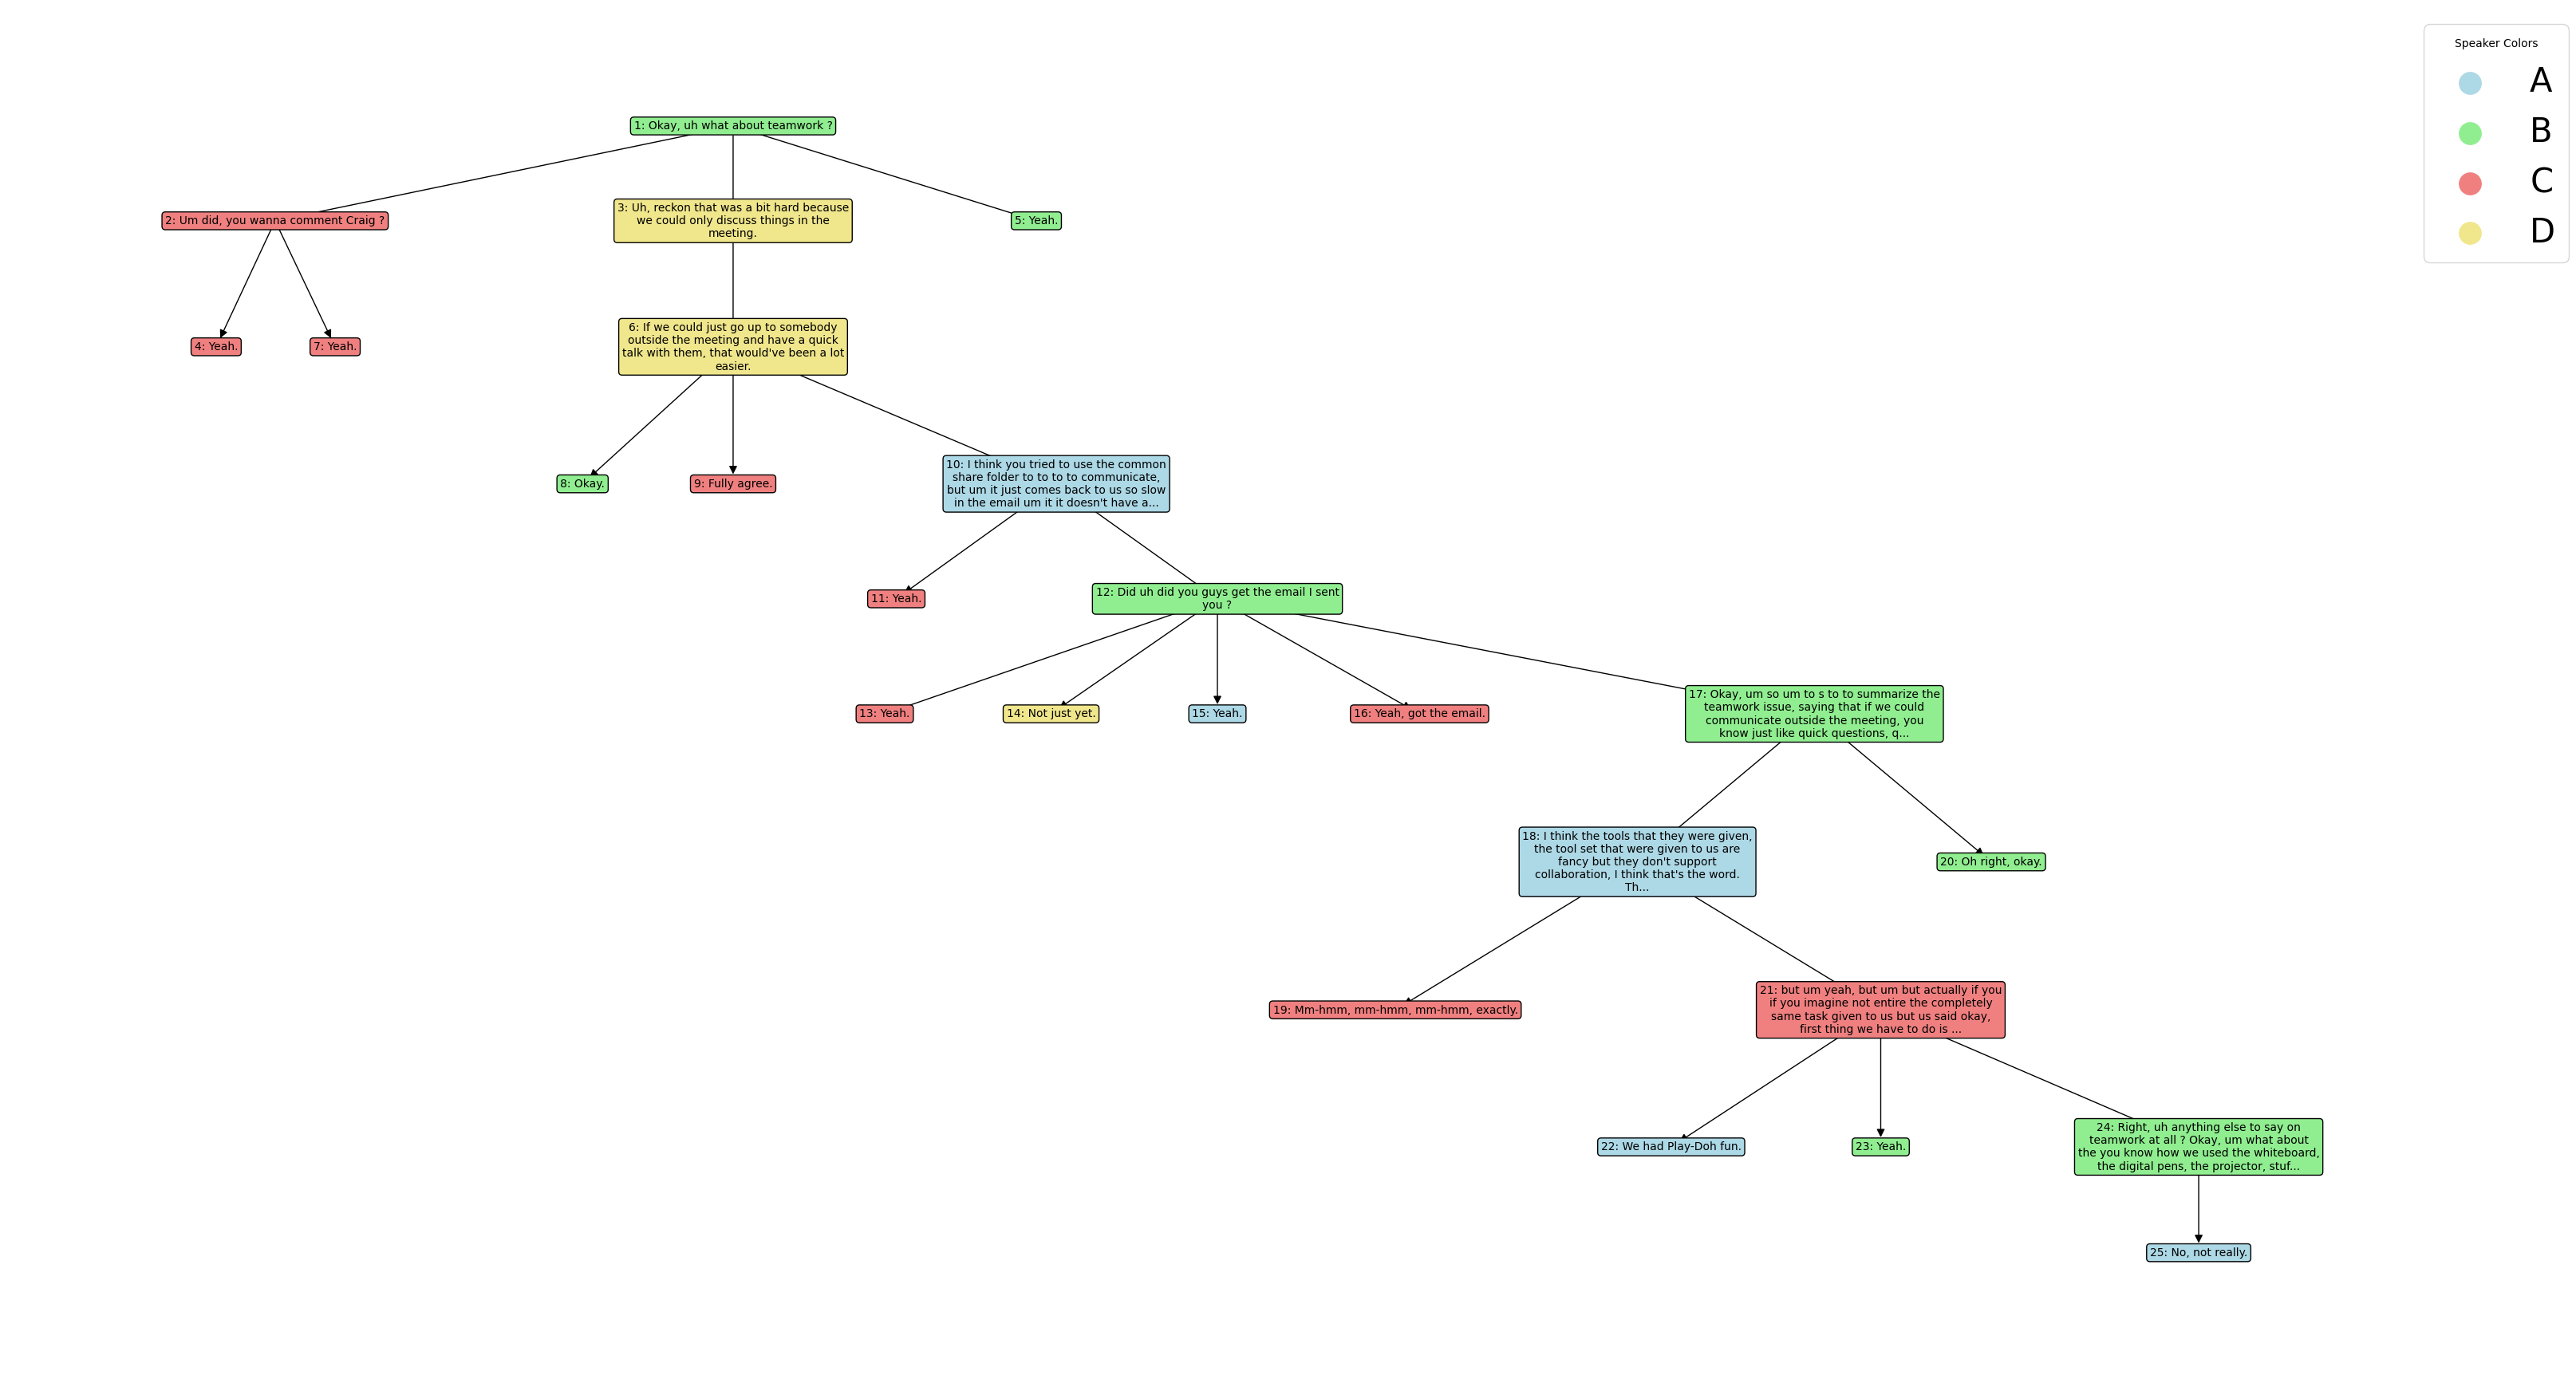 Speaker Colors
A
B
C
D
1: Okay, uh what about teamwork ?
2: Um did, you wanna comment Craig ?
3: Uh, reckon that was a bit hard because
we could only discuss things in the
meeting.
5: Yeah.
4: Yeah.
7: Yeah.
6: If we could just go up to somebody
outside the meeting and have a quick
talk with them, that would've been a lot
easier.
8: Okay.
9: Fully agree.
10: I think you tried to use the common
share folder to to to to communicate,
but um it just comes back to us so slow
in the email um it it doesn't have a...
11: Yeah.
12: Did uh did you guys get the email I sent
you ?
13: Yeah.
14: Not just yet.
15: Yeah.
16: Yeah, got the email.
17: Okay, um so um to s to to summarize the
teamwork issue, saying that if we could
communicate outside the meeting, you
know just like quick questions, q...
18: I think the tools that they were given,
the tool set that were given to us are
fancy but they don't support
collaboration, I think that's the word.
Th...
20: Oh right, okay.
19: Mm-hmm, mm-hmm, mm-hmm, exactly.
21: but um yeah, but um but actually if you
if you imagine not entire the completely
same task given to us but us said okay,
first thing we have to do is ...
22: We had Play-Doh fun.
23: Yeah.
24: Right, uh anything else to say on
teamwork at all ? Okay, um what about
the you know how we used the whiteboard,
the digital pens, the projector, stuf...
25: No, not really.